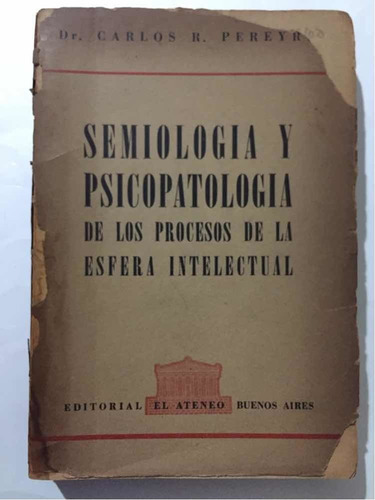 Dr. CARLOS R. PEREYR
SEMIOLOGIA Y
PSICOPATOLOGIA
DE LOS PROCESOS DE LA
ESFERA INTELECTUAL
EDITORIAL EL ATENEO BUENOS AIRES